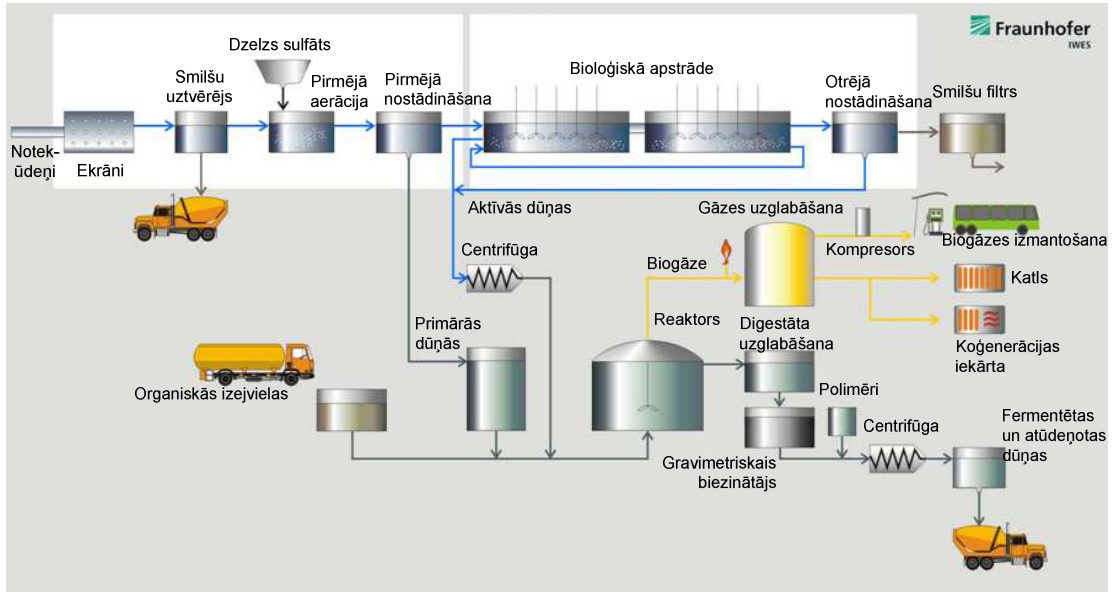 Fraunhofer
IWES
Dzelzs sulfāts
Smilšu
uztvērējs
Pirmējā
aerācija
Pirmējā
nostādināšana
Bioloģiskā apstrāde
Otrējā
nostādināšana
Smilšu filtrs
Notek-
ūdeņi
Ekrāni
Aktīvās dūņas
Gāzes uzglabāšana
Kompresors
Biogāzes izmantošana
Centrifūga
Biogāze
Katls
Primārās
dūņās
Reaktors
Digestāta
uzglabāšana
Koģenerācijas
iekārta
Organiskās izejvielas
Polimēri
Centrifūga
Fermentētas
un atūdeņotas
dūņas
Gravimetriskais
biezinātājs